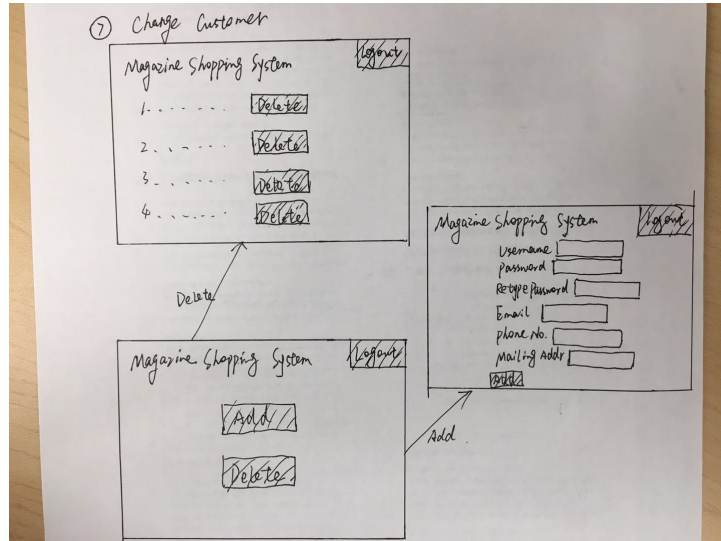 ⑦ Change Customer
Magazine Shopping System
Logout
1. . . . . . . Delete
2. . . . . . . Delete
3. . . . . . . Delete
4. . . . . . . Delete
Delete
Magazine Shopping System
Logout
Add
Delete
Add
Magazine Shopping System
Logout
Username
Password
Retype Password
Email
phone No.
Mailing Addr
Add